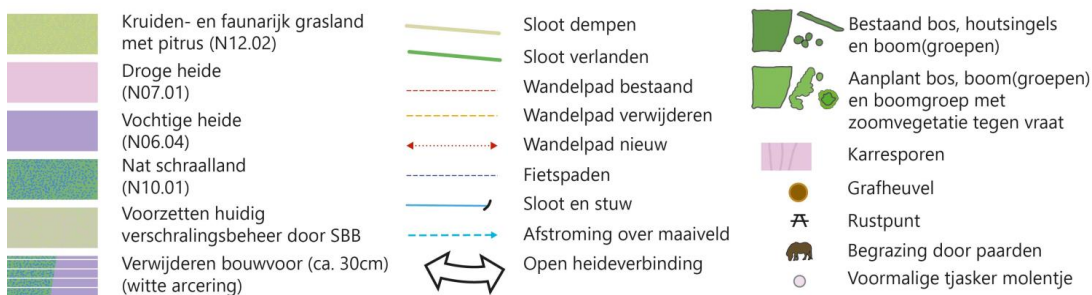 Kruiden- en faunarijk grasland
met pitrus (N12.02)
Droge heide
(N07.01)
Vochtige heide
(N06.04)
Nat schraalland
(N10.01)
Voorzetten huidig
verschralingsbeheer door SBB
Verwijderen bouwvoor (ca. 30cm)
(witte arcering)
Sloot dempen
Sloot verlanden
Wandelpad bestaand
Wandelpad verwijderen
Wandelpad nieuw
Fietspaden
Sloot en stuw
Afstroming over maaiveld
Open heideverbinding
Bestaand bos, houtsingels
en boom(groepen)
Aanplant bos, boom(groepen)
en boomgroep met
zoomvegetatie tegen vraat
Karresporen
Grafheuvel
Rustpunt
Begrazing door paarden
Voormalige tjasker molentje